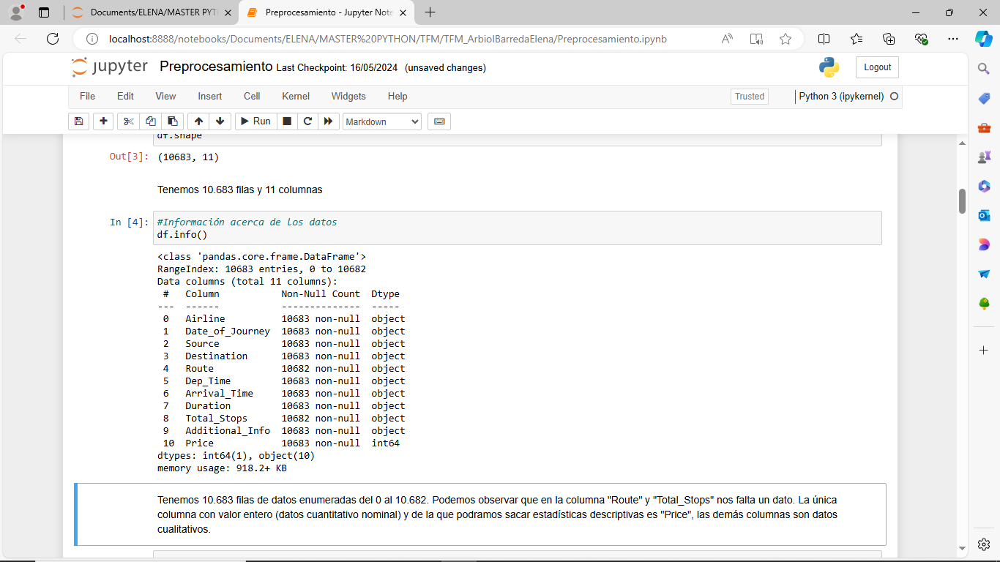 Documents/ELENA/MASTER PYT
Preprocesamiento - Jupyter Note
localhost:8888/notebooks/Documents/ELENA/MASTER%20PYTHON/TFM/TFM_ArbiolBarredaElena/Preprocesamiento.ipynb
jupyter Preprocesamiento Last Checkpoint: 16/05/2024 (unsaved changes)
Logout
File Edit View Insert Cell Kernel Widgets Help
Trusted
Python 3 (ipykernel)
Run
Markdown
df.shape
Out[3]: (10683, 11)
Tenemos 10.683 filas y 11 columnas
In [4]: #Información acerca de los datos
df.info()
<class 'pandas.core.frame.DataFrame'>
RangeIndex: 10683 entries, 0 to 10682
Data columns (total 11 columns):
# Column Non-Null Count Dtype
--- ------ -------------- -----
0 Airline 10683 non-null object
1 Date_of_Journey 10683 non-null object
2 Source 10683 non-null object
3 Destination 10683 non-null object
4 Route 10682 non-null object
5 Dep_Time 10683 non-null object
6 Arrival_Time 10683 non-null object
7 Duration 10683 non-null object
8 Total_Stops 10682 non-null object
9 Additional_Info 10683 non-null object
10 Price 10683 non-null int64
dtypes: int64(1), object(10)
memory usage: 918.2+ KB
Tenemos 10.683 filas de datos enumeradas del 0 al 10.682. Podemos observar que en la columna "Route" y "Total_Stops" nos falta un dato. La única
columna con valor entero (datos cuantitativo nominal) y de la que podramos sacar estadísticas descriptivas es "Price", las demás columnas son datos
cualitativos.